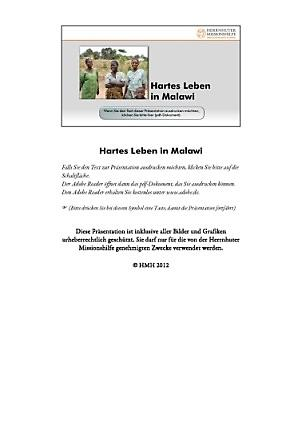 HERRNHUTER
MISSIONSHILFE
Hartes Leben
in Malawi
Wenn Sie den Text dieser Präsentation ausdrucken möchten,
klicken Sie bitte hier (pdf-Dokument).
Hartes Leben in Malawi
Falls Sie den Text zur Präsentation ausdrucken möchten, klicken Sie bitte auf die
Schaltfläche.
Der Adobe Reader öffnet dann das pdf-Dokument, das Sie ausdrucken können.
Den Adobe Reader erhalten Sie kostenlos unter www.adobe.de.
(Bitte drücken Sie bei diesem Symbol eine Taste, damit die Präsentation fortfährt)
Diese Präsentation ist inklusive aller Bilder und Grafiken
urheberrechtlich geschützt. Sie darf nur für die von der Herrnhuter
Missionshilfe genehmigten Zwecke verwendet werden.
© HMH 2012